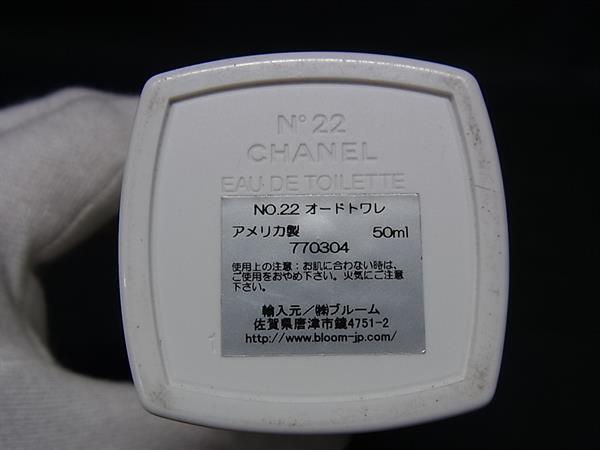 N°22
CHANEL
EAU DE TOILETTE
NO.22 オードトワレ
アメリカ製 50ml
770304
使用上の注意：お肌に合わない時は、
ご使用をおやめ下さい。火気にご注意
下さい。
輸入元／㈱ブルーム
佐賀県唐津市鏡4751-2
http://www.bloom-jp.com/